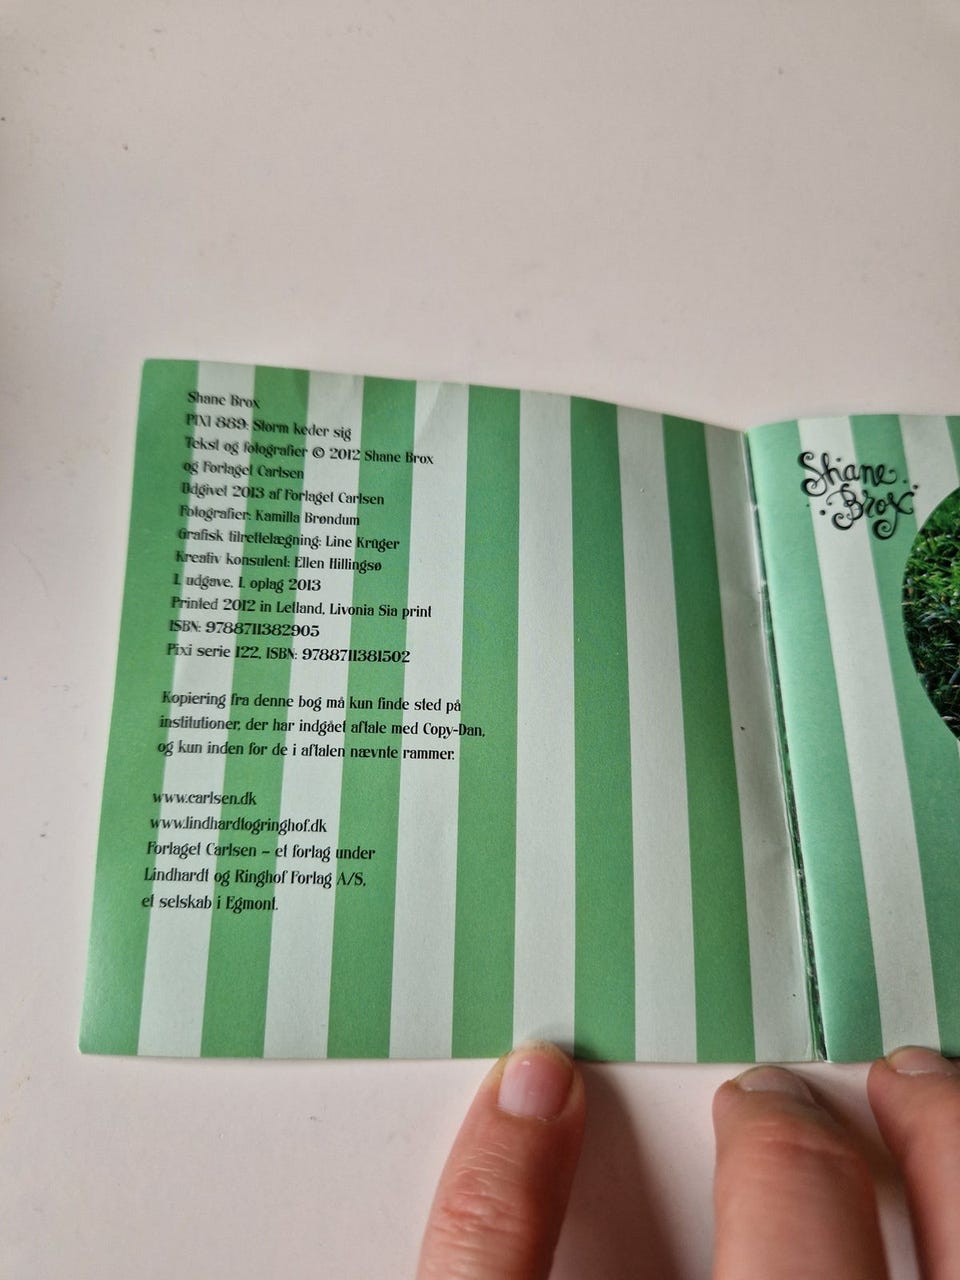 Shane Brox
PIXI 889: Storm keder sig
Tekst og fotografier © 2012 Shane Brox
og Forlaget Carlsen
Udgivet 2013 af Forlaget Carlsen
Fotografier: Kamilla Brøndum
Grafisk tilrettelægning: Line Krüger
Kreativ konsulent: Ellen Hillingsø
1. udgave, 1. oplag 2013
Printed 2012 in Letland, Livonia Sia print
ISBN: 9788711382905
Pixi serie 122, ISBN: 9788711381502
Kopiering fra denne bog må kun finde sted på
institutioner, der har indgået aftale med Copy-Dan,
og kun inden for de i aftalen nævnte rammer.
www.carlsen.dk
www.lindhardtogringhof.dk
Forlaget Carlsen – et forlag under
Lindhardt og Ringhof Forlag A/S,
et selskab i Egmont.
Shane
Brox